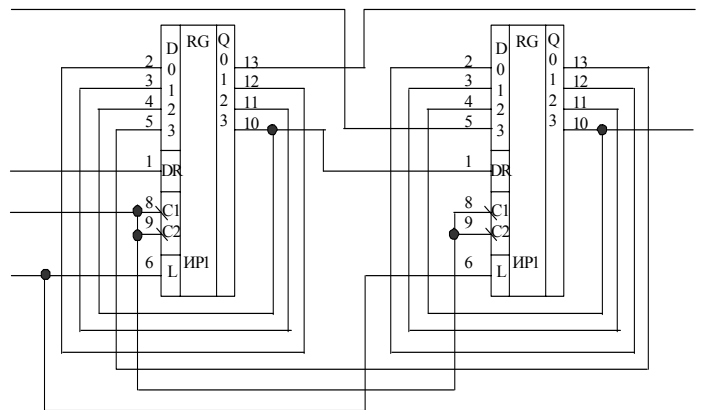 D RG Q
2 0 0 13
3 1 1 12
4 2 2 11
5 3 3 10
1 DR
8 C1
9 C2
6 L ИР1
D RG Q
2 0 0 13
3 1 1 12
4 2 2 11
5 3 3 10
1 DR
8 C1
9 C2
6 L ИР1